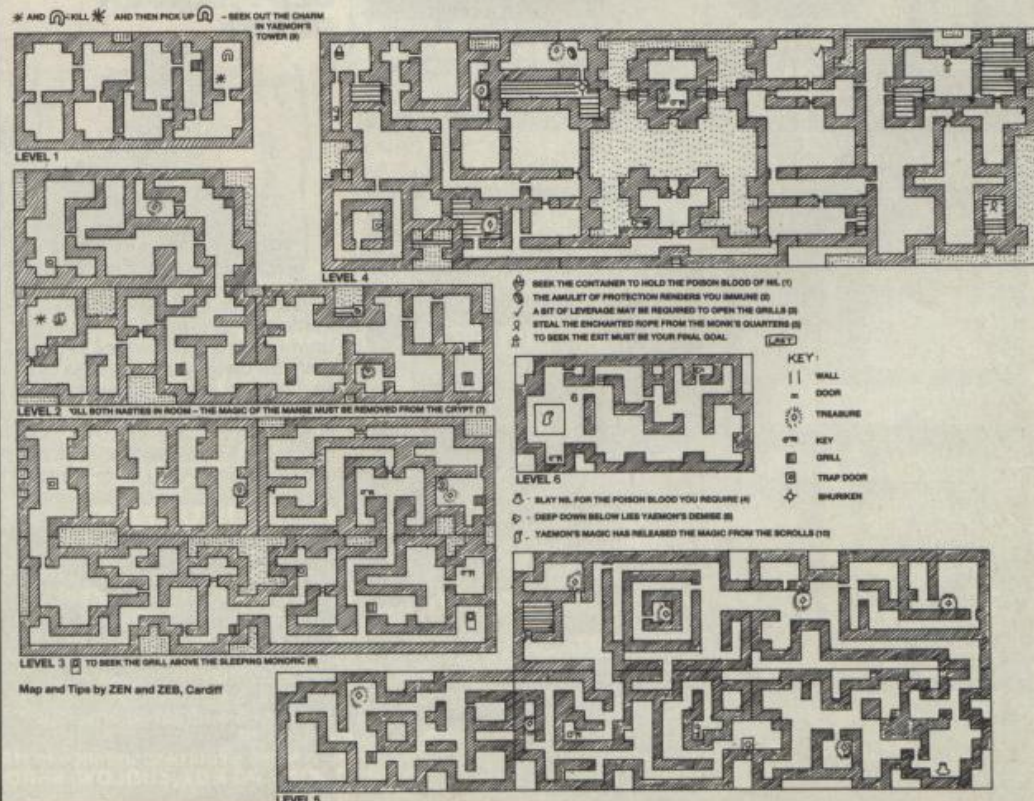 AND KILL AND THEN PICK UP – SEEK OUT THE CHARM
IN YAEMON'S
TOWER (9)
LEVEL 1
LEVEL 4
SEEK THE CONTAINER TO HOLD THE POISON BLOOD OF NIL (1)
THE AMULET OF PROTECTION RENDERS YOU IMMUNE (2)
A BIT OF LEVERAGE MAY BE REQUIRED TO OPEN THE GRILLS (3)
STEAL THE ENCHANTED ROPE FROM THE MONK'S QUARTERS (5)
TO SEEK THE EXIT MUST BE YOUR FINAL GOAL
LAST
KEY:
WALL
DOOR
TREASURE
KEY
GRILL
TRAP DOOR
SHURIKEN
LEVEL 2 KILL BOTH NASTIES IN ROOM – THE MAGIC OF THE MANSE MUST BE REMOVED FROM THE CRYPT (7)
6
LEVEL 6
SLAY NIL FOR THE POISON BLOOD YOU REQUIRE (4)
DEEP DOWN BELOW LIES YAEMON'S DEMISE
YAEMON'S MAGIC HAS RELEASED THE MAGIC FROM THE SCROLLS (10)
LEVEL 3 TO SEEK THE GRILL ABOVE THE SLEEPING MONORIC
Map and Tips by ZEN and ZEB, Cardiff
LEVEL 5